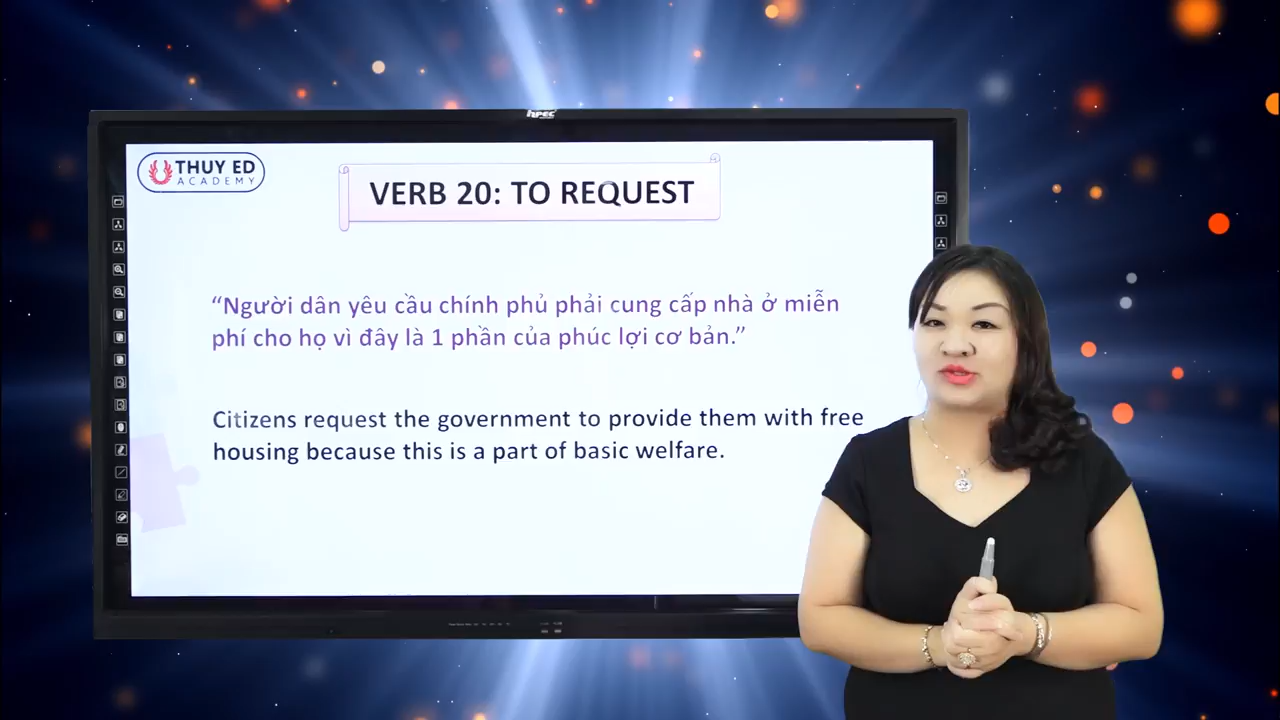 hpec
THUY ED
ACADEMY
VERB 20: TO REQUEST
“Người dân yêu cầu chính phủ phải cung cấp nhà ở miễn
phí cho họ vì đây là 1 phần của phúc lợi cơ bản.”
Citizens request the government to provide them with free
housing because this is a part of basic welfare.